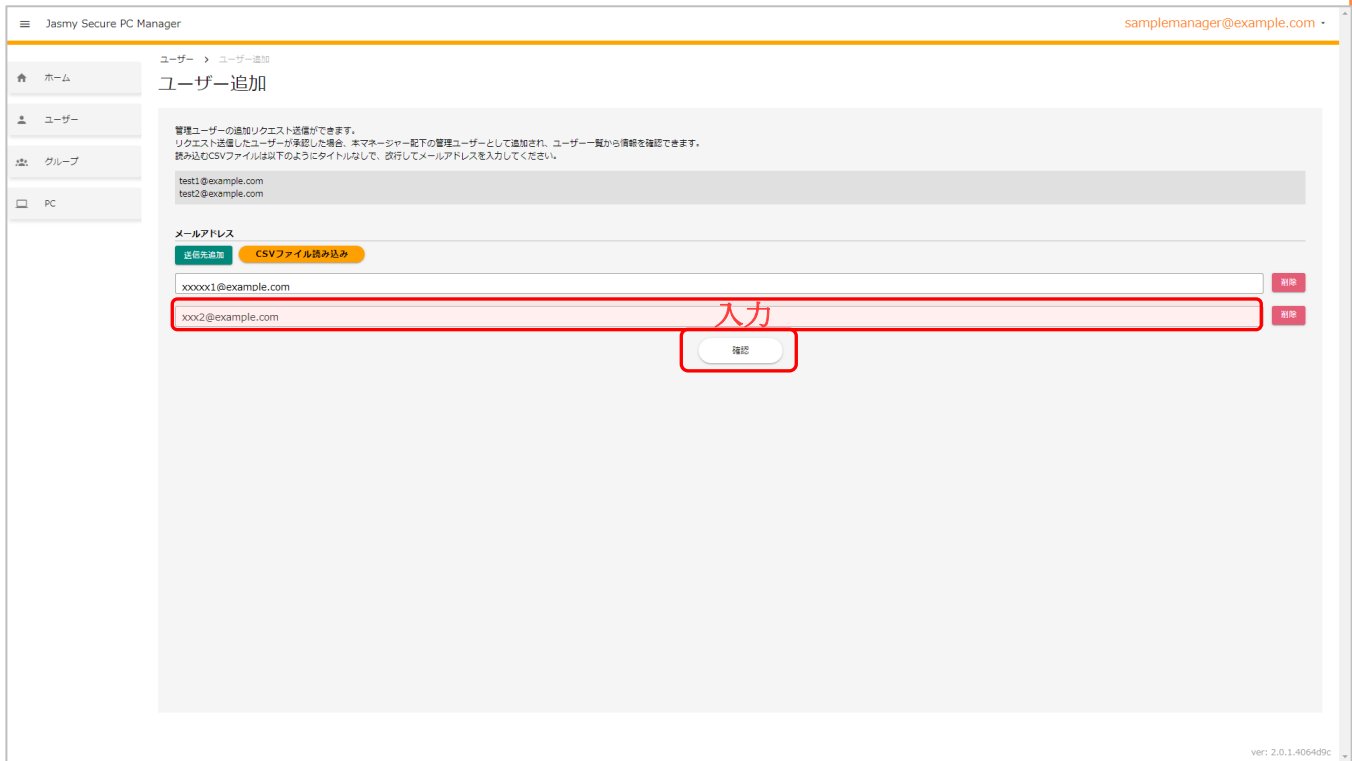 Jasmy Secure PC Manager
samplemanager@example.com
ユーザー > ユーザー追加
ホーム
ユーザー追加
ユーザー
管理ユーザーの追加リクエスト送信ができます。
リクエスト送信したユーザーが承認した場合、本マネージャー配下の管理ユーザーとして追加され、ユーザー一覧から情報を確認できます。
読み込むCSVファイルは以下のようにタイトルなしで、改行してメールアドレスを入力してください。
グループ
test1@example.com
test2@example.com
PC
メールアドレス
送信先追加 CSVファイル読み込み
xxxxx1@example.com 削除
xxx2@example.com 入力 削除
確認
ver: 2.0.1.4064d9c